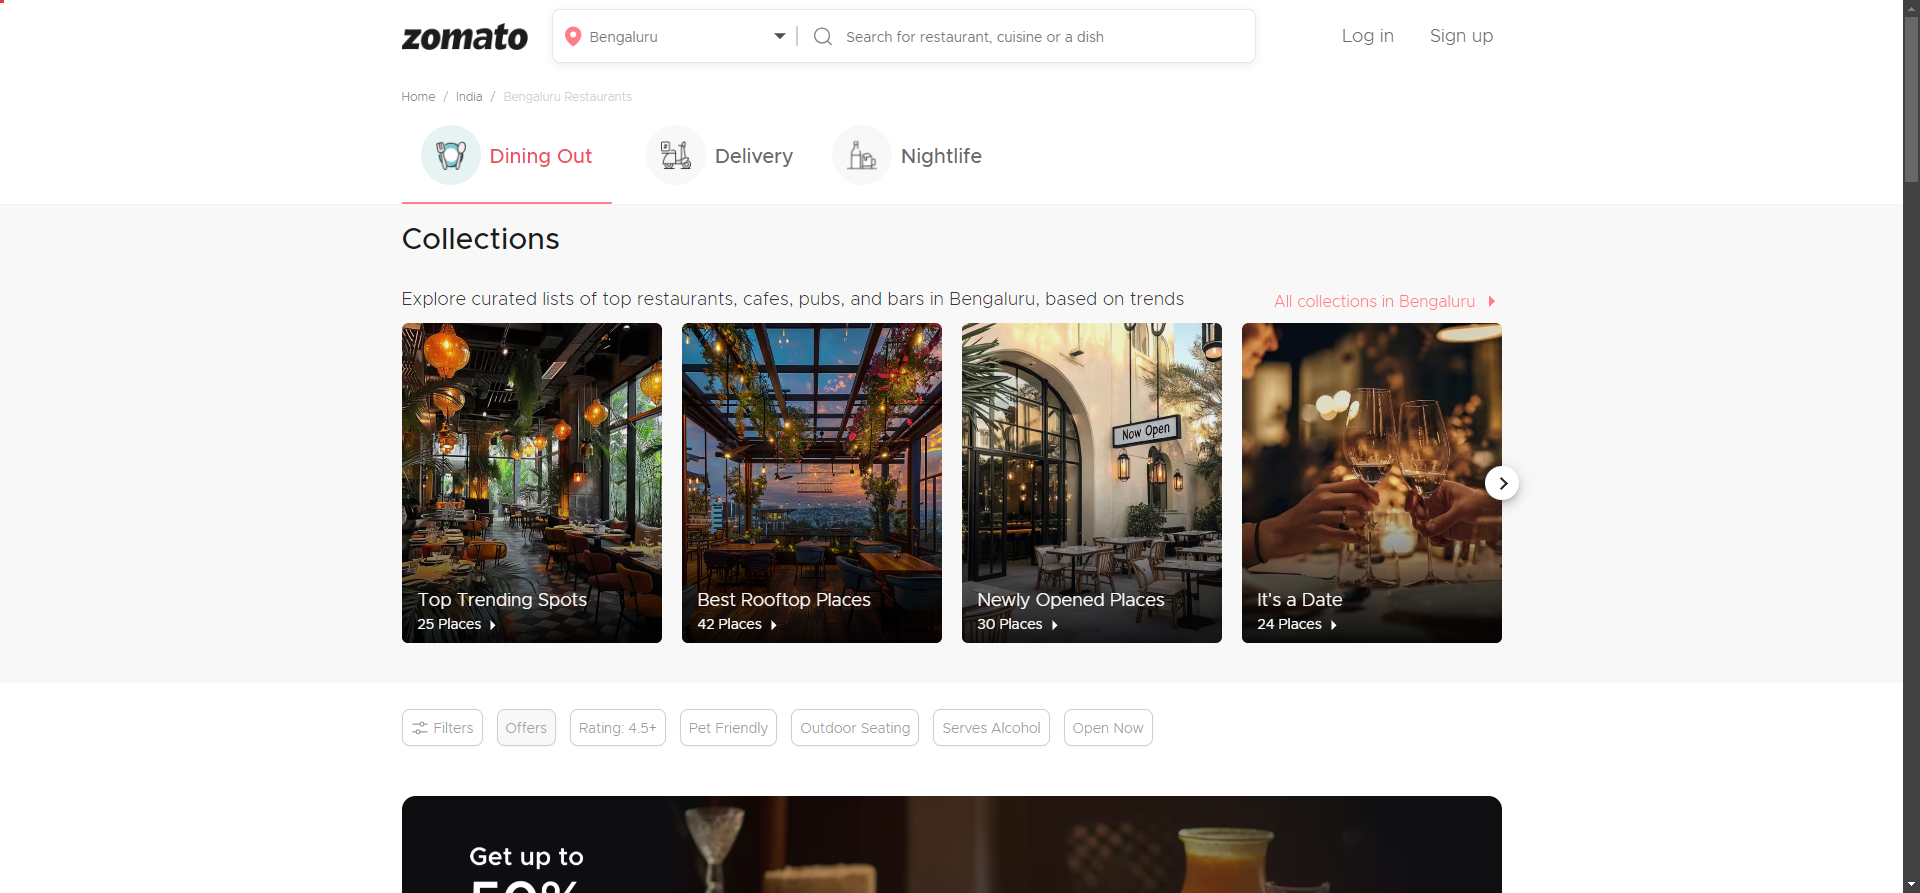 zomato
Bengaluru
Search for restaurant, cuisine or a dish
Log in
Sign up
Home / India / Bengaluru Restaurants
Dining Out
Delivery
Nightlife
Collections
Explore curated lists of top restaurants, cafes, pubs, and bars in Bengaluru, based on trends
All collections in Bengaluru
Now Open
Top Trending Spots
25 Places
Best Rooftop Places
42 Places
Newly Opened Places
30 Places
It's a Date
24 Places
Filters
Offers
Rating: 4.5+
Pet Friendly
Outdoor Seating
Serves Alcohol
Open Now
Get up to
50%